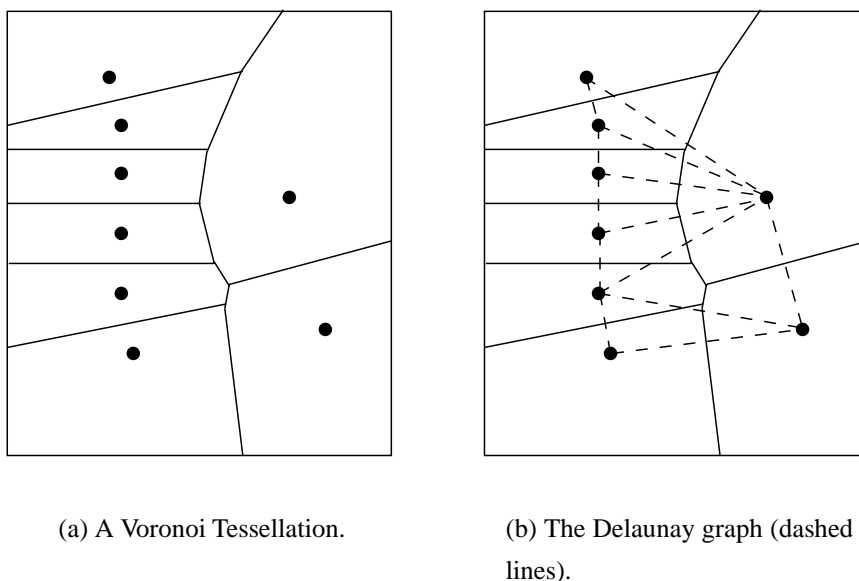 (a) A Voronoi Tessellation.
(b) The Delaunay graph (dashed
lines).